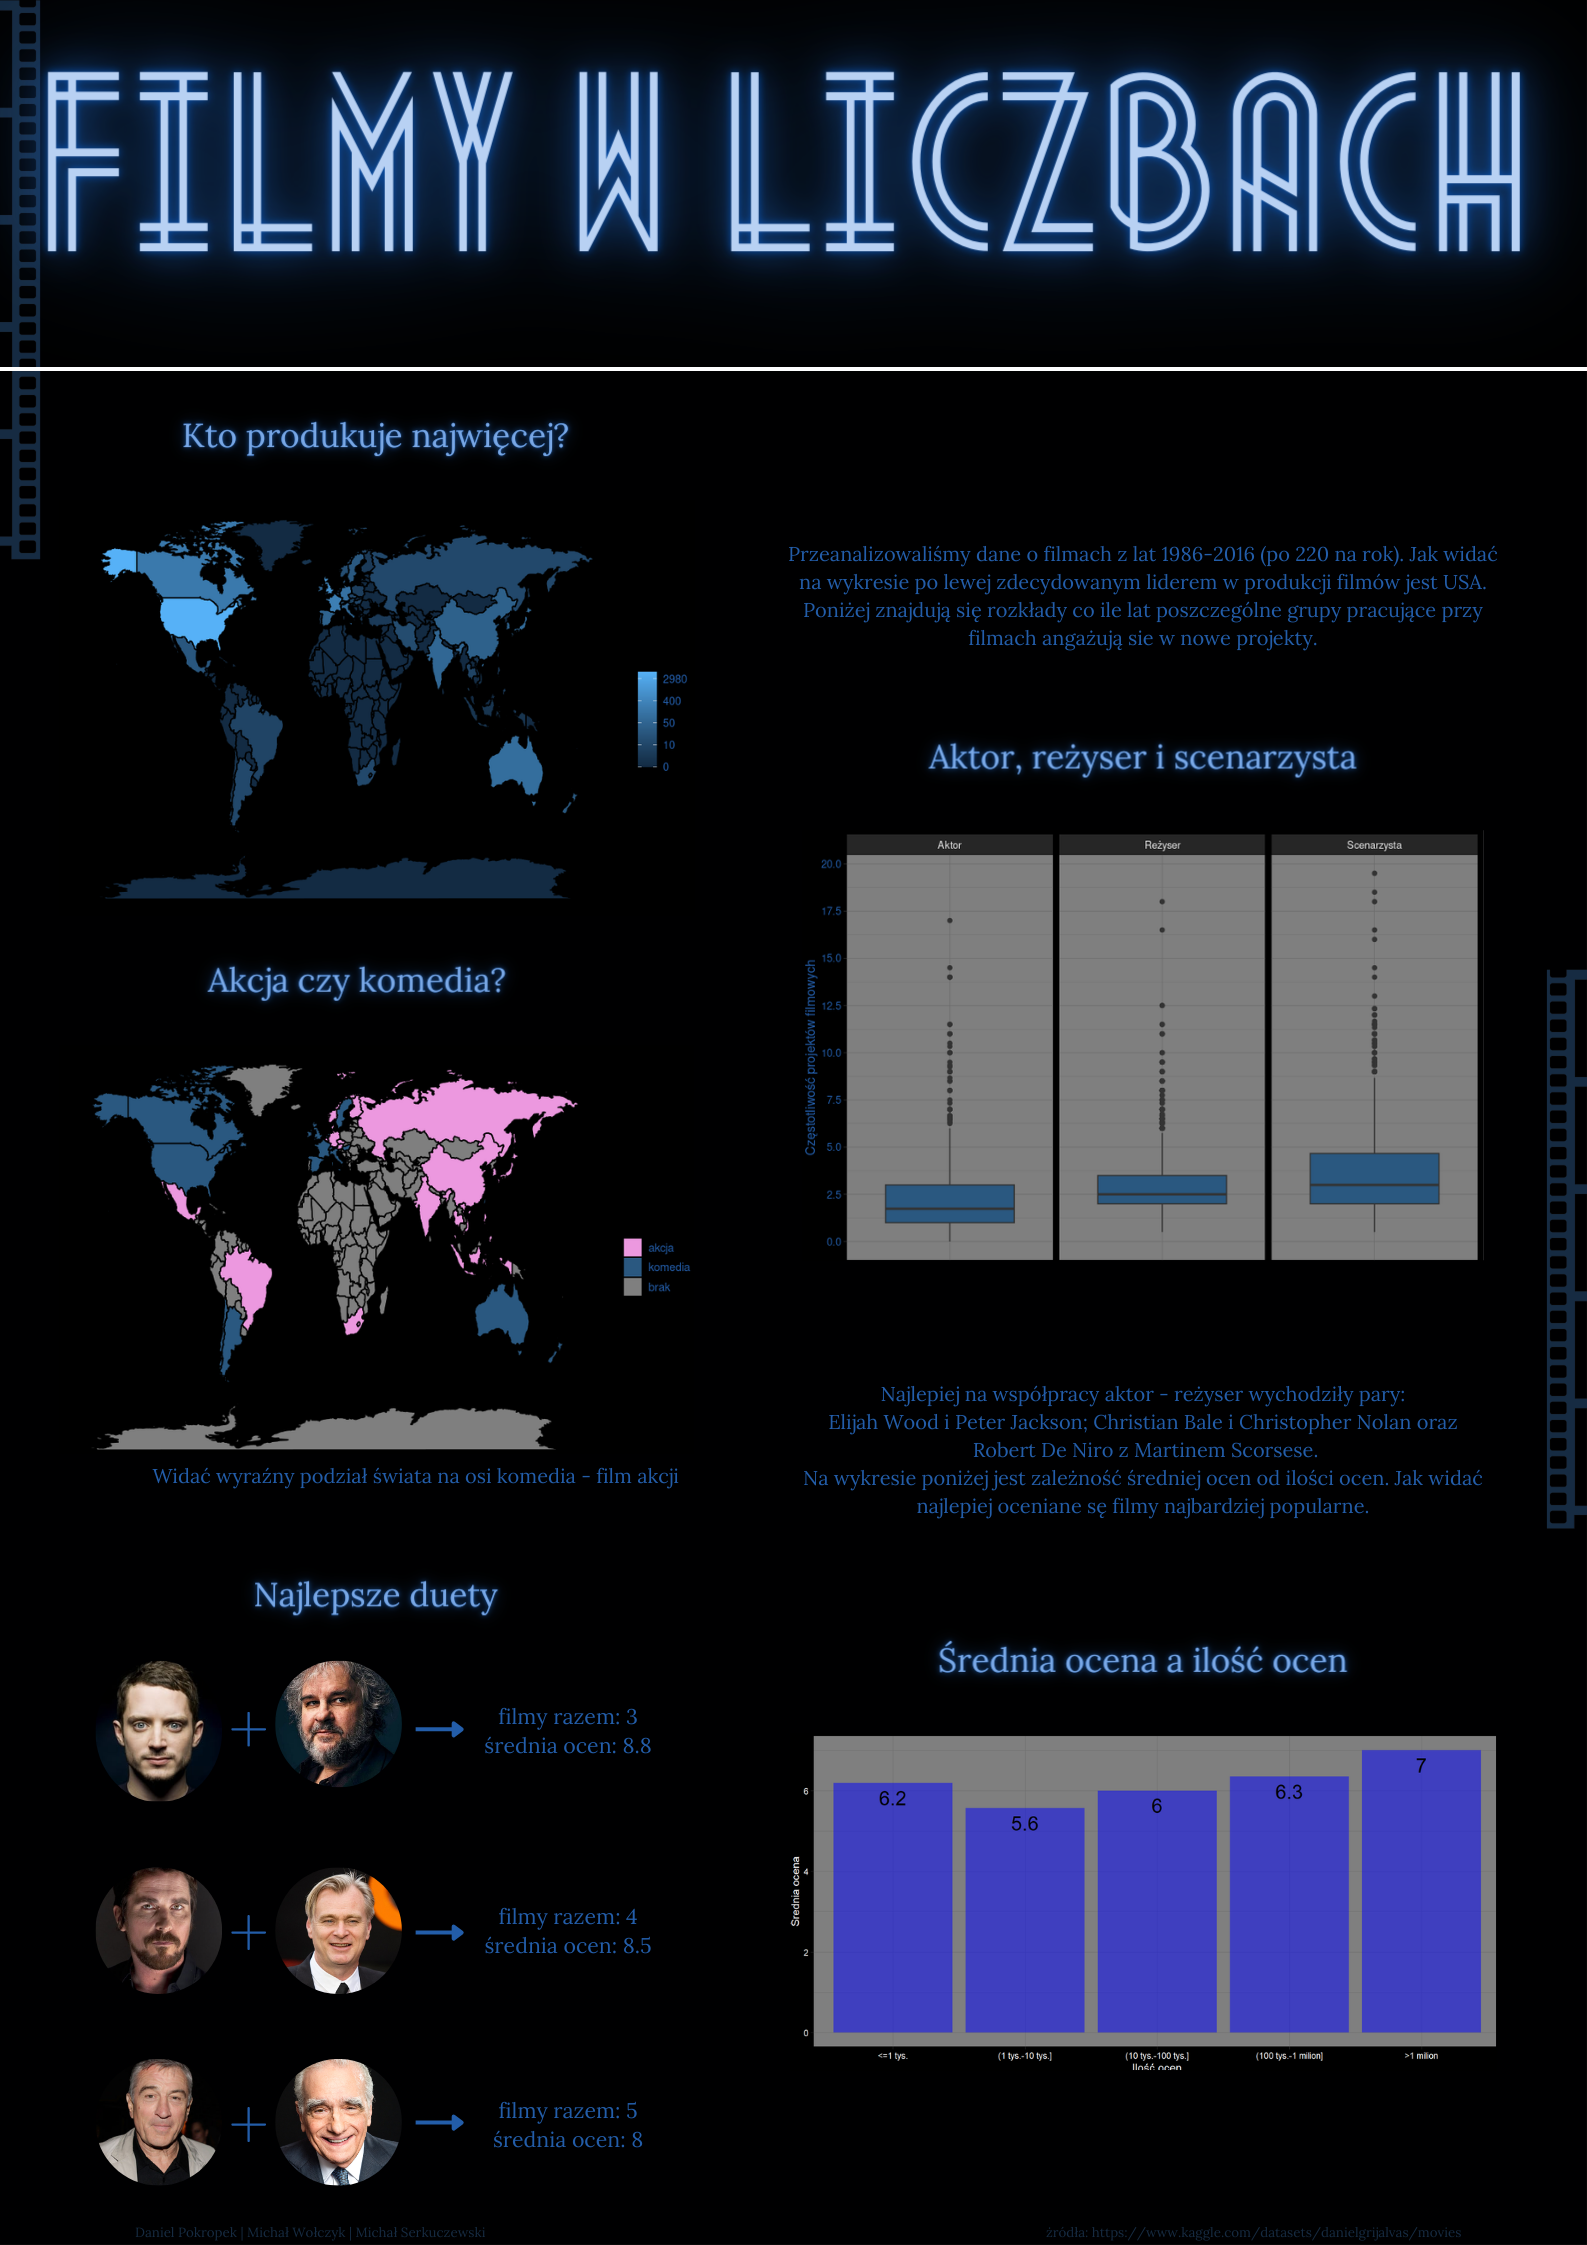 FILMY W LICZBACH
Kto produkuje najwięcej?
2980
400
50
10
0
Przeanalizowaliśmy dane o filmach z lat 1986-2016 (po 220 na rok). Jak widać
na wykresie po lewej zdecydowanym liderem w produkcji filmów jest USA.
Poniżej znajdują się rozkłady co ile lat poszczególne grupy pracujące przy
filmach angażują sie w nowe projekty.
Aktor, reżyser i scenarzysta
Aktor
Reżyser
Scenarzysta
Częstotliwość projektów filmowych
20.0
17.5
15.0
12.5
10.0
7.5
5.0
2.5
0.0
Akcja czy komedia?
akcja
komedia
brak
Widać wyraźny podział świata na osi komedia - film akcji
Najlepiej na współpracy aktor - reżyser wychodziły pary:
Elijah Wood i Peter Jackson; Christian Bale i Christopher Nolan oraz
Robert De Niro z Martinem Scorsese.
Na wykresie poniżej jest zależność średniej ocen od ilości ocen. Jak widać
najlepiej oceniane sę filmy najbardziej popularne.
Najlepsze duety
filmy razem: 3
średnia ocen: 8.8
filmy razem: 4
średnia ocen: 8.5
filmy razem: 5
średnia ocen: 8
Średnia ocena a ilość ocen
Średnia ocena
6
4
2
0
6.2
5.6
6
6.3
7
<=1 tys.
(1 tys.-10 tys.]
(10 tys.-100 tys.]
(100 tys.-1 milion]
>1 milion
Ilość ocen
Daniel Pokropek | Michał Wołczyk | Michał Serkuczewski
źródła: https://www.kaggle.com/datasets/danielgrijalvas/movies